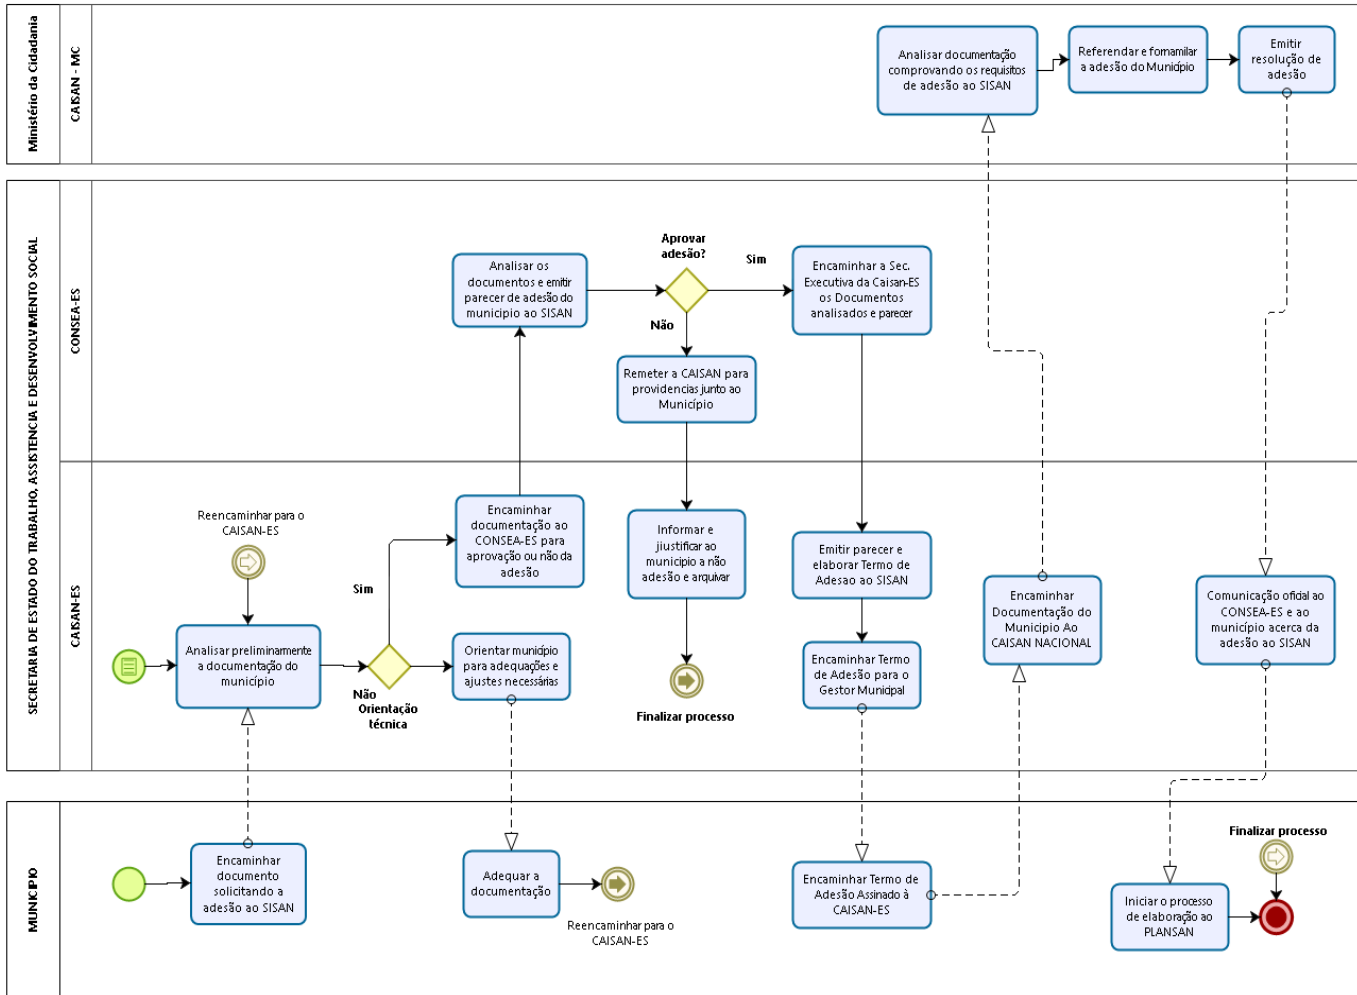 Ministério da Cidadania
CAISAN - MC
Analisar documentação
comprovando os requisitos
de adesão ao SISAN
Referendar e fornamilar
a adesão do Município
Emitir
resolução de
adesão
SECRETARIA DE ESTADO DO TRABALHO, ASSISTENCIA E DESENVOLVIMENTO SOCIAL
CONSEA-ES
Analisar os
documentos e emitir
parecer de adesão do
municipio ao SISAN
Aprovar
adesão?
Sim
Não
Encaminhar a Sec.
Executiva da Caisan-ES
os Documentos
analisados e parecer
Remeter a CAISAN para
providencias junto ao
Município
CAISAN-ES
Reencaminhar para o
CAISAN-ES
Analisar preliminamente
a documentação do
município
Sim
Não
Orientação
técnica
Encaminhar
documentação ao
CONSEA-ES para
aprovação ou não da
adesão
Orientar município
para adequações e
ajustes necessárias
Informar e
jiustificar ao
municipio a não
adesão e arquivar
Finalizar processo
Emitir parecer e
elaborar Termo de
Adesao ao SISAN
Encaminhar Termo
de Adesão para o
Gestor Municipal
Encaminhar
Documentação do
Municipio Ao
CAISAN NACIONAL
Comunicação oficial ao
CONSEA-ES e ao
município acerca da
adesão ao SISAN
MUNICIPIO
Encaminhar
documento
solicitando a
adesão ao SISAN
Adequar a
documentação
Reencaminhar para o
CAISAN-ES
Encaminhar Termo de
Adesão Assinado à
CAISAN-ES
Iniciar o processo
de elaboração ao
PLANSAN
Finalizar processo